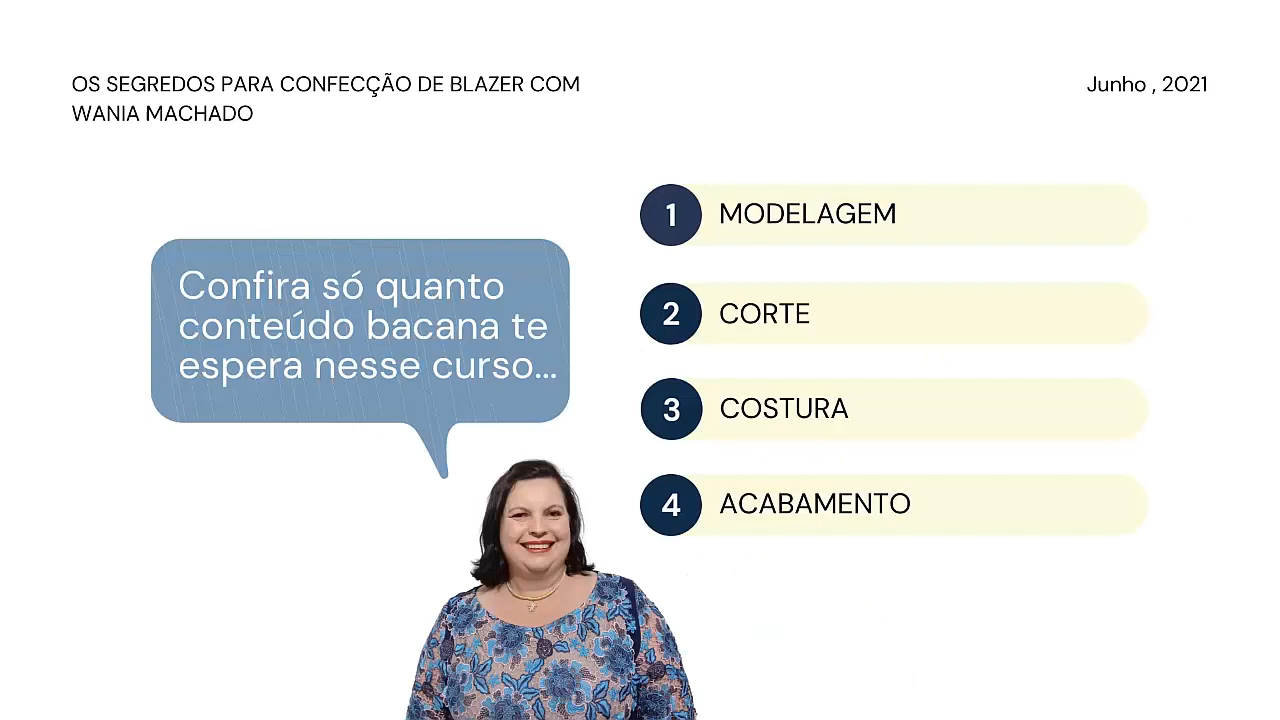 OS SEGREDOS PARA CONFECÇÃO DE BLAZER COM
WANIA MACHADO
Junho , 2021
Confira só quanto
conteúdo bacana te
espera nesse curso...
1 MODELAGEM
2 CORTE
3 COSTURA
4 ACABAMENTO